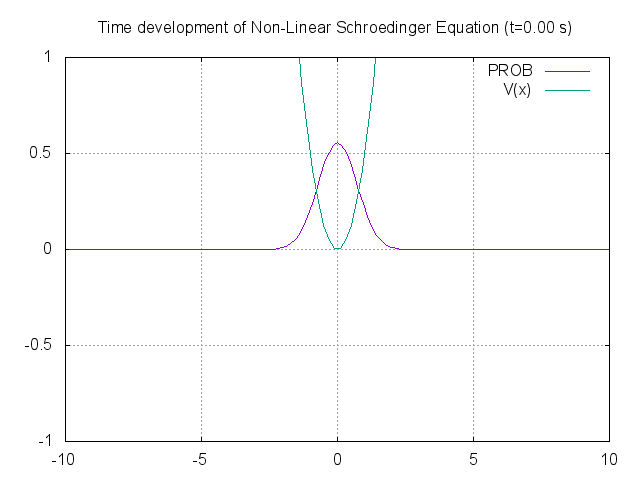 Time development of Non-Linear Schroedinger Equation (t=0.00 s)
1
PROB
V(x)
0.5
0
-0.5
-1
-10 -5 0 5 10